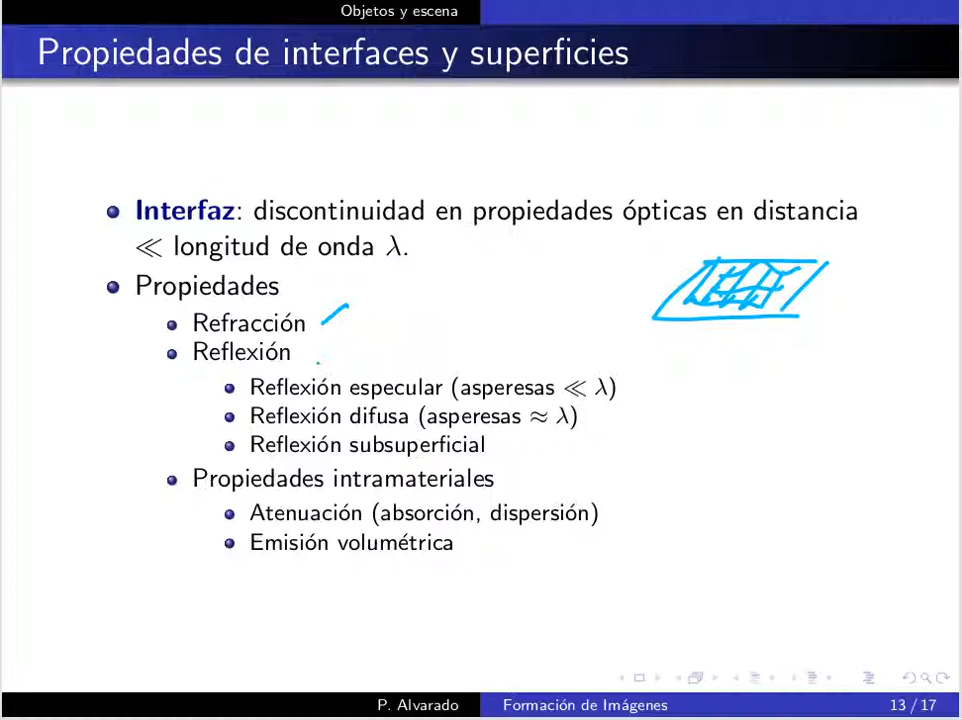 Objetos y escena
Propiedades de interfaces y superficies
Interfaz: discontinuidad en propiedades ópticas en distancia
≪ longitud de onda λ.
Propiedades
Refracción
Reflexión
Reflexión especular (asperesas ≪ λ)
Reflexión difusa (asperesas ≈ λ)
Reflexión subsuperficial
Propiedades intramateriales
Atenuación (absorción, dispersión)
Emisión volumétrica
P. Alvarado
Formación de Imágenes
13 / 17